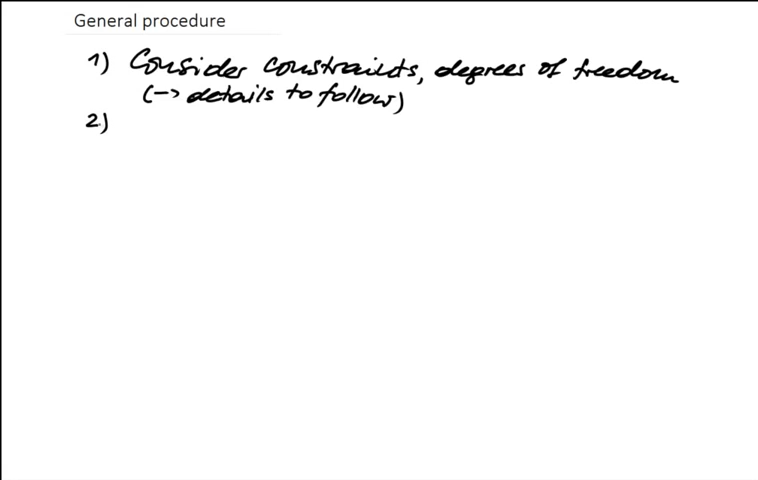 General procedure
1) Consider constraints, degrees of freedom
(-> details to follow)
2)